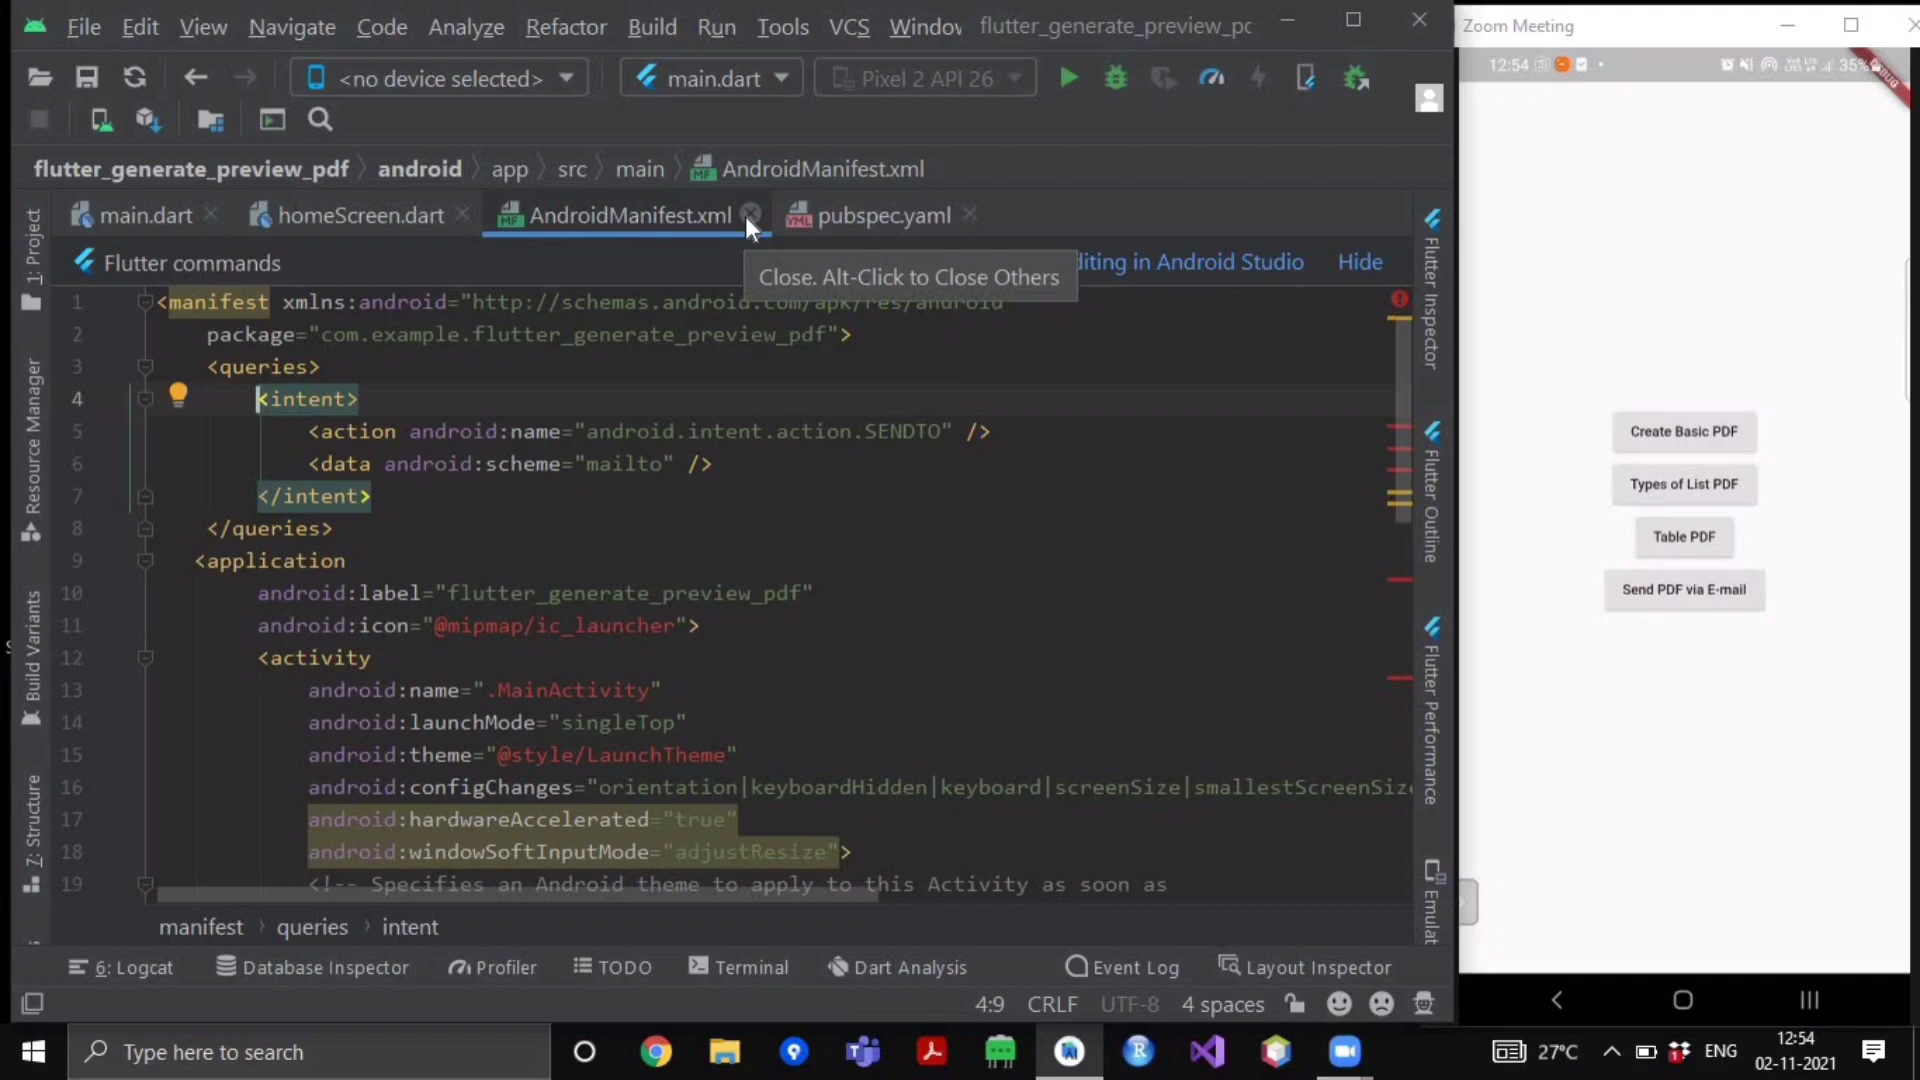 File Edit View Navigate Code Analyze Refactor Build Run Tools VCS Window flutter_generate_preview_pd
<no device selected> main.dart Pixel 2 API 26
flutter_generate_preview_pdf android app src main AndroidManifest.xml
main.dart homeScreen.dart AndroidManifest.xml pubspec.yaml
Flutter commands diting in Android Studio Hide
Close. Alt-Click to Close Others
1 <manifest xmlns:android="http://schemas.android.com/apk/res/android"
2 package="com.example.flutter_generate_preview_pdf">
3 <queries>
4 <intent>
5 <action android:name="android.intent.action.SENDTO" />
6 <data android:scheme="mailto" />
7 </intent>
8 </queries>
9 <application
10 android:label="flutter_generate_preview_pdf"
11 android:icon="@mipmap/ic_launcher">
12 <activity
13 android:name=".MainActivity"
14 android:launchMode="singleTop"
15 android:theme="@style/LaunchTheme"
16 android:configChanges="orientation|keyboardHidden|keyboard|screenSize|smallestScreenSize
17 android:hardwareAccelerated="true"
18 android:windowSoftInputMode="adjustResize">
19 <!-- Specifies an Android theme to apply to this Activity as soon as
manifest queries intent
1: Project
Resource Manager
Build Variants
7: Structure
Flutter Inspector
Flutter Outline
Flutter Performance
Emulat
6: Logcat Database Inspector Profiler TODO Terminal Dart Analysis Event Log Layout Inspector
4:9 CRLF UTF-8 4 spaces
Zoom Meeting
12:54 35%
DEBUG
Create Basic PDF
Types of List PDF
Table PDF
Send PDF via E-mail
Type here to search
27°C ENG 12:54
02-11-2021